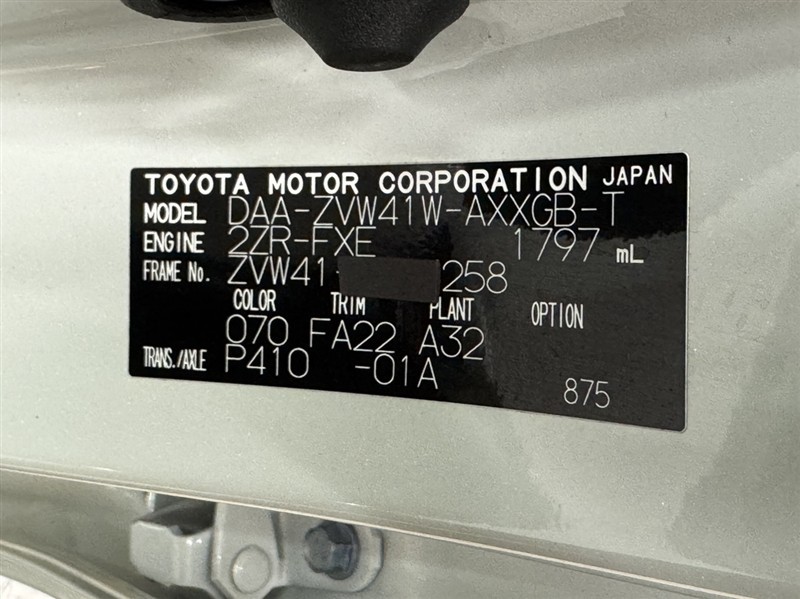 TOYOTA MOTOR CORPORATION JAPAN
MODEL DAA-ZVW41W-AXXGB-T
ENGINE 2ZR-FXE 1797 mL
FRAME No. ZVW41- 258
COLOR TRIM PLANT OPTION
070 FA22 A32
TRANS./AXLE P410 -01A
875